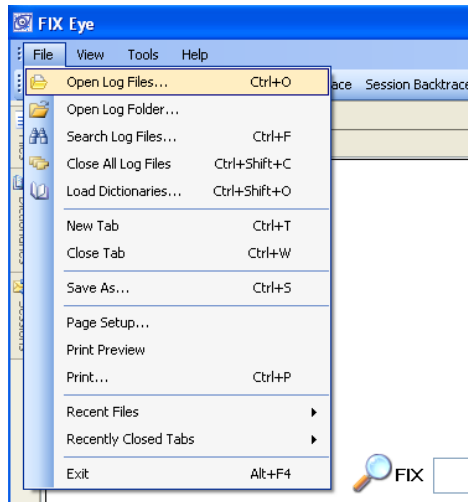 FIX Eye
File View Tools Help
Open Log Files... Ctrl+O
ace Session Backtrace
Open Log Folder...
Search Log Files... Ctrl+F
Close All Log Files Ctrl+Shift+C
Load Dictionaries... Ctrl+Shift+O
New Tab Ctrl+T
Close Tab Ctrl+W
Save As... Ctrl+S
Page Setup...
Print Preview
Print... Ctrl+P
Recent Files
Recently Closed Tabs
Exit Alt+F4
FIX